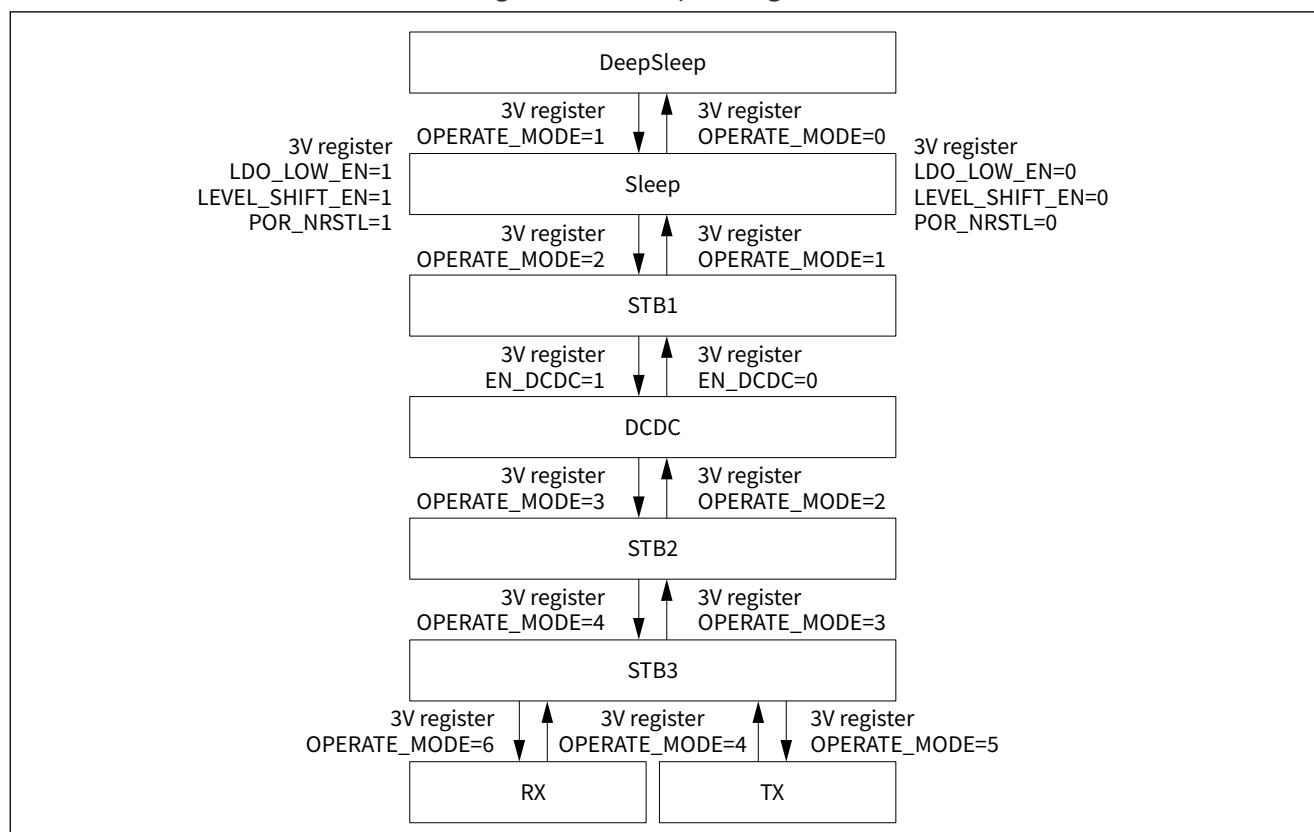 DeepSleep
3V register
OPERATE_MODE=1
3V register
OPERATE_MODE=0
3V register
LDO_LOW_EN=1
LEVEL_SHIFT_EN=1
POR_NRSTL=1
Sleep
3V register
LDO_LOW_EN=0
LEVEL_SHIFT_EN=0
POR_NRSTL=0
3V register
OPERATE_MODE=2
3V register
OPERATE_MODE=1
STB1
3V register
EN_DCDC=1
3V register
EN_DCDC=0
DCDC
3V register
OPERATE_MODE=3
3V register
OPERATE_MODE=2
STB2
3V register
OPERATE_MODE=4
3V register
OPERATE_MODE=3
STB3
3V register
OPERATE_MODE=6
3V register
OPERATE_MODE=4
3V register
OPERATE_MODE=5
RX
TX